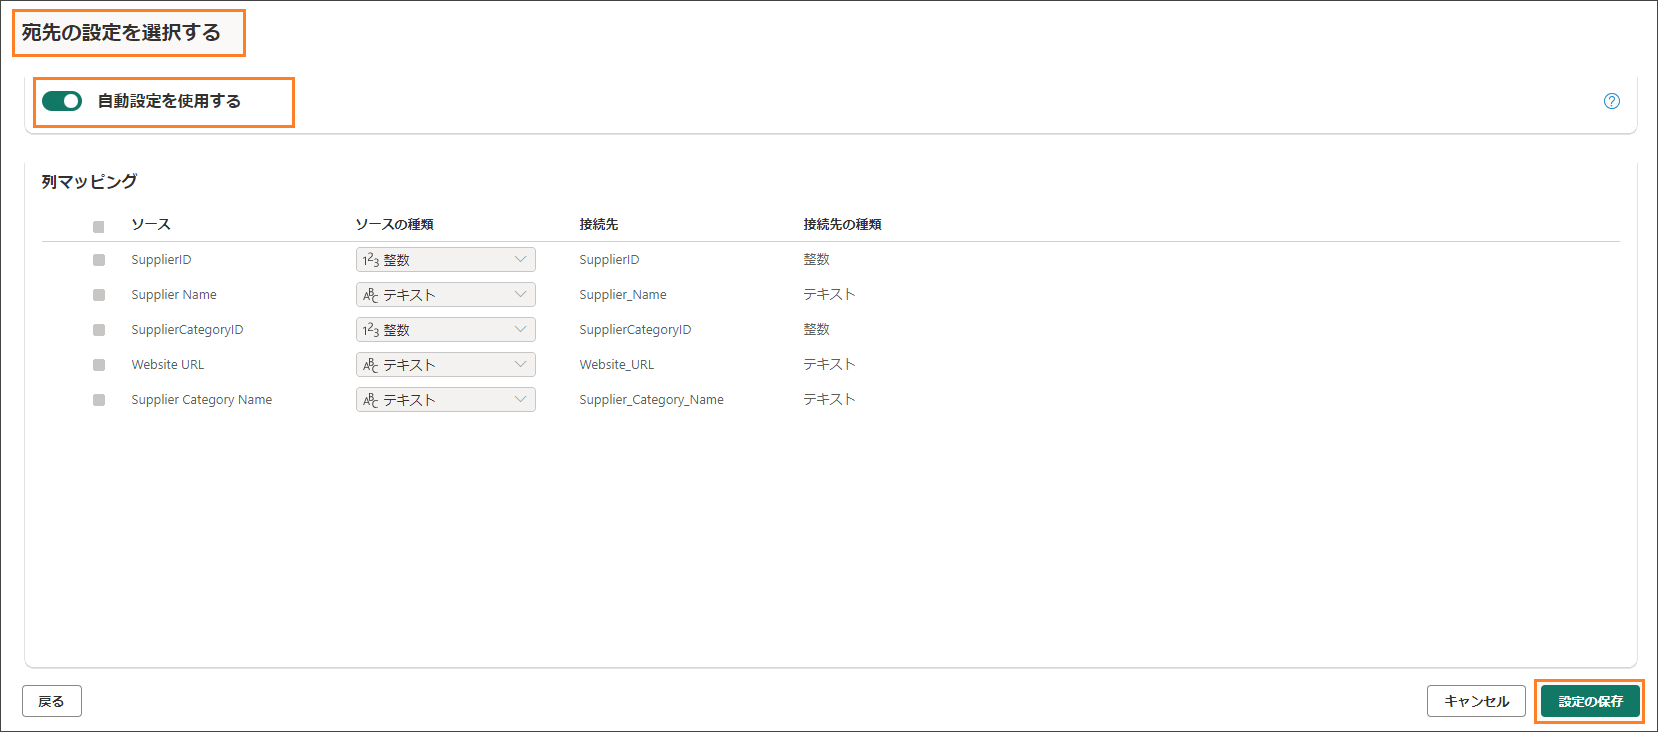 宛先の設定を選択する
自動設定を使用する
列マッピング
ソース ソースの種類 接続先 接続先の種類
SupplierID 123 整数 SupplierID 整数
Supplier Name ABC テキスト Supplier_Name テキスト
SupplierCategoryID 123 整数 SupplierCategoryID 整数
Website URL ABC テキスト Website_URL テキスト
Supplier Category Name ABC テキスト Supplier_Category_Name テキスト
戻る キャンセル 設定の保存